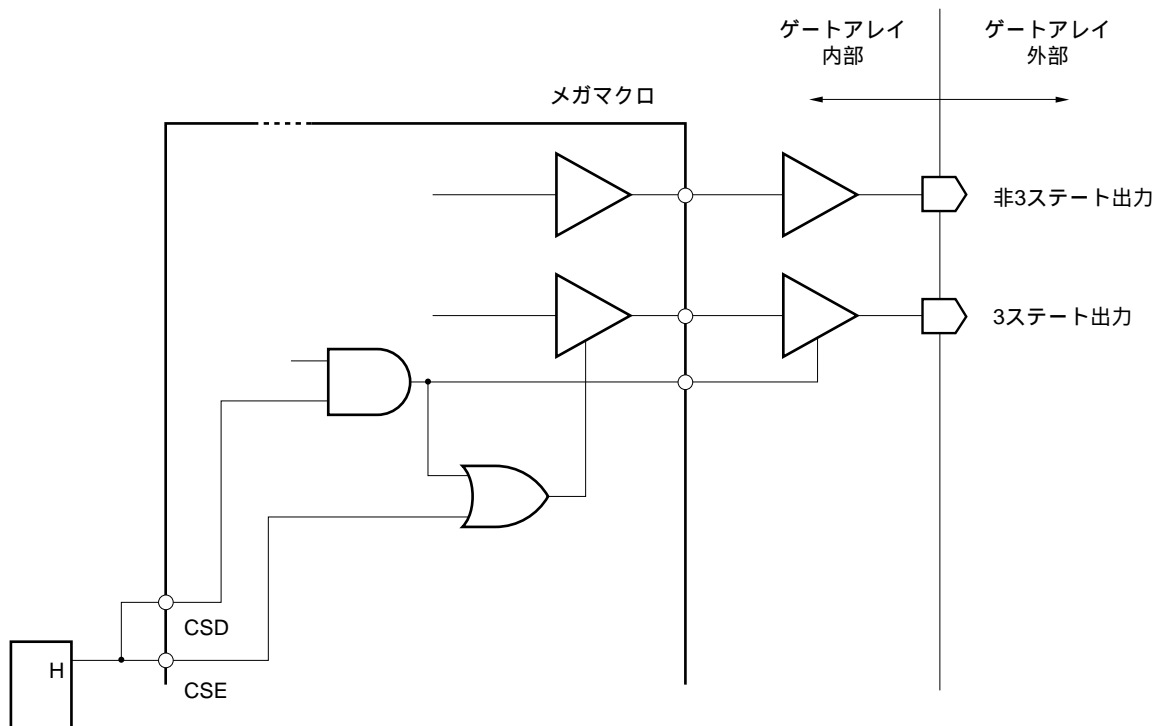 ゲートアレイ
内部
ゲートアレイ
外部
メガマクロ
非3ステート出力
3ステート出力
CSD
H
CSE